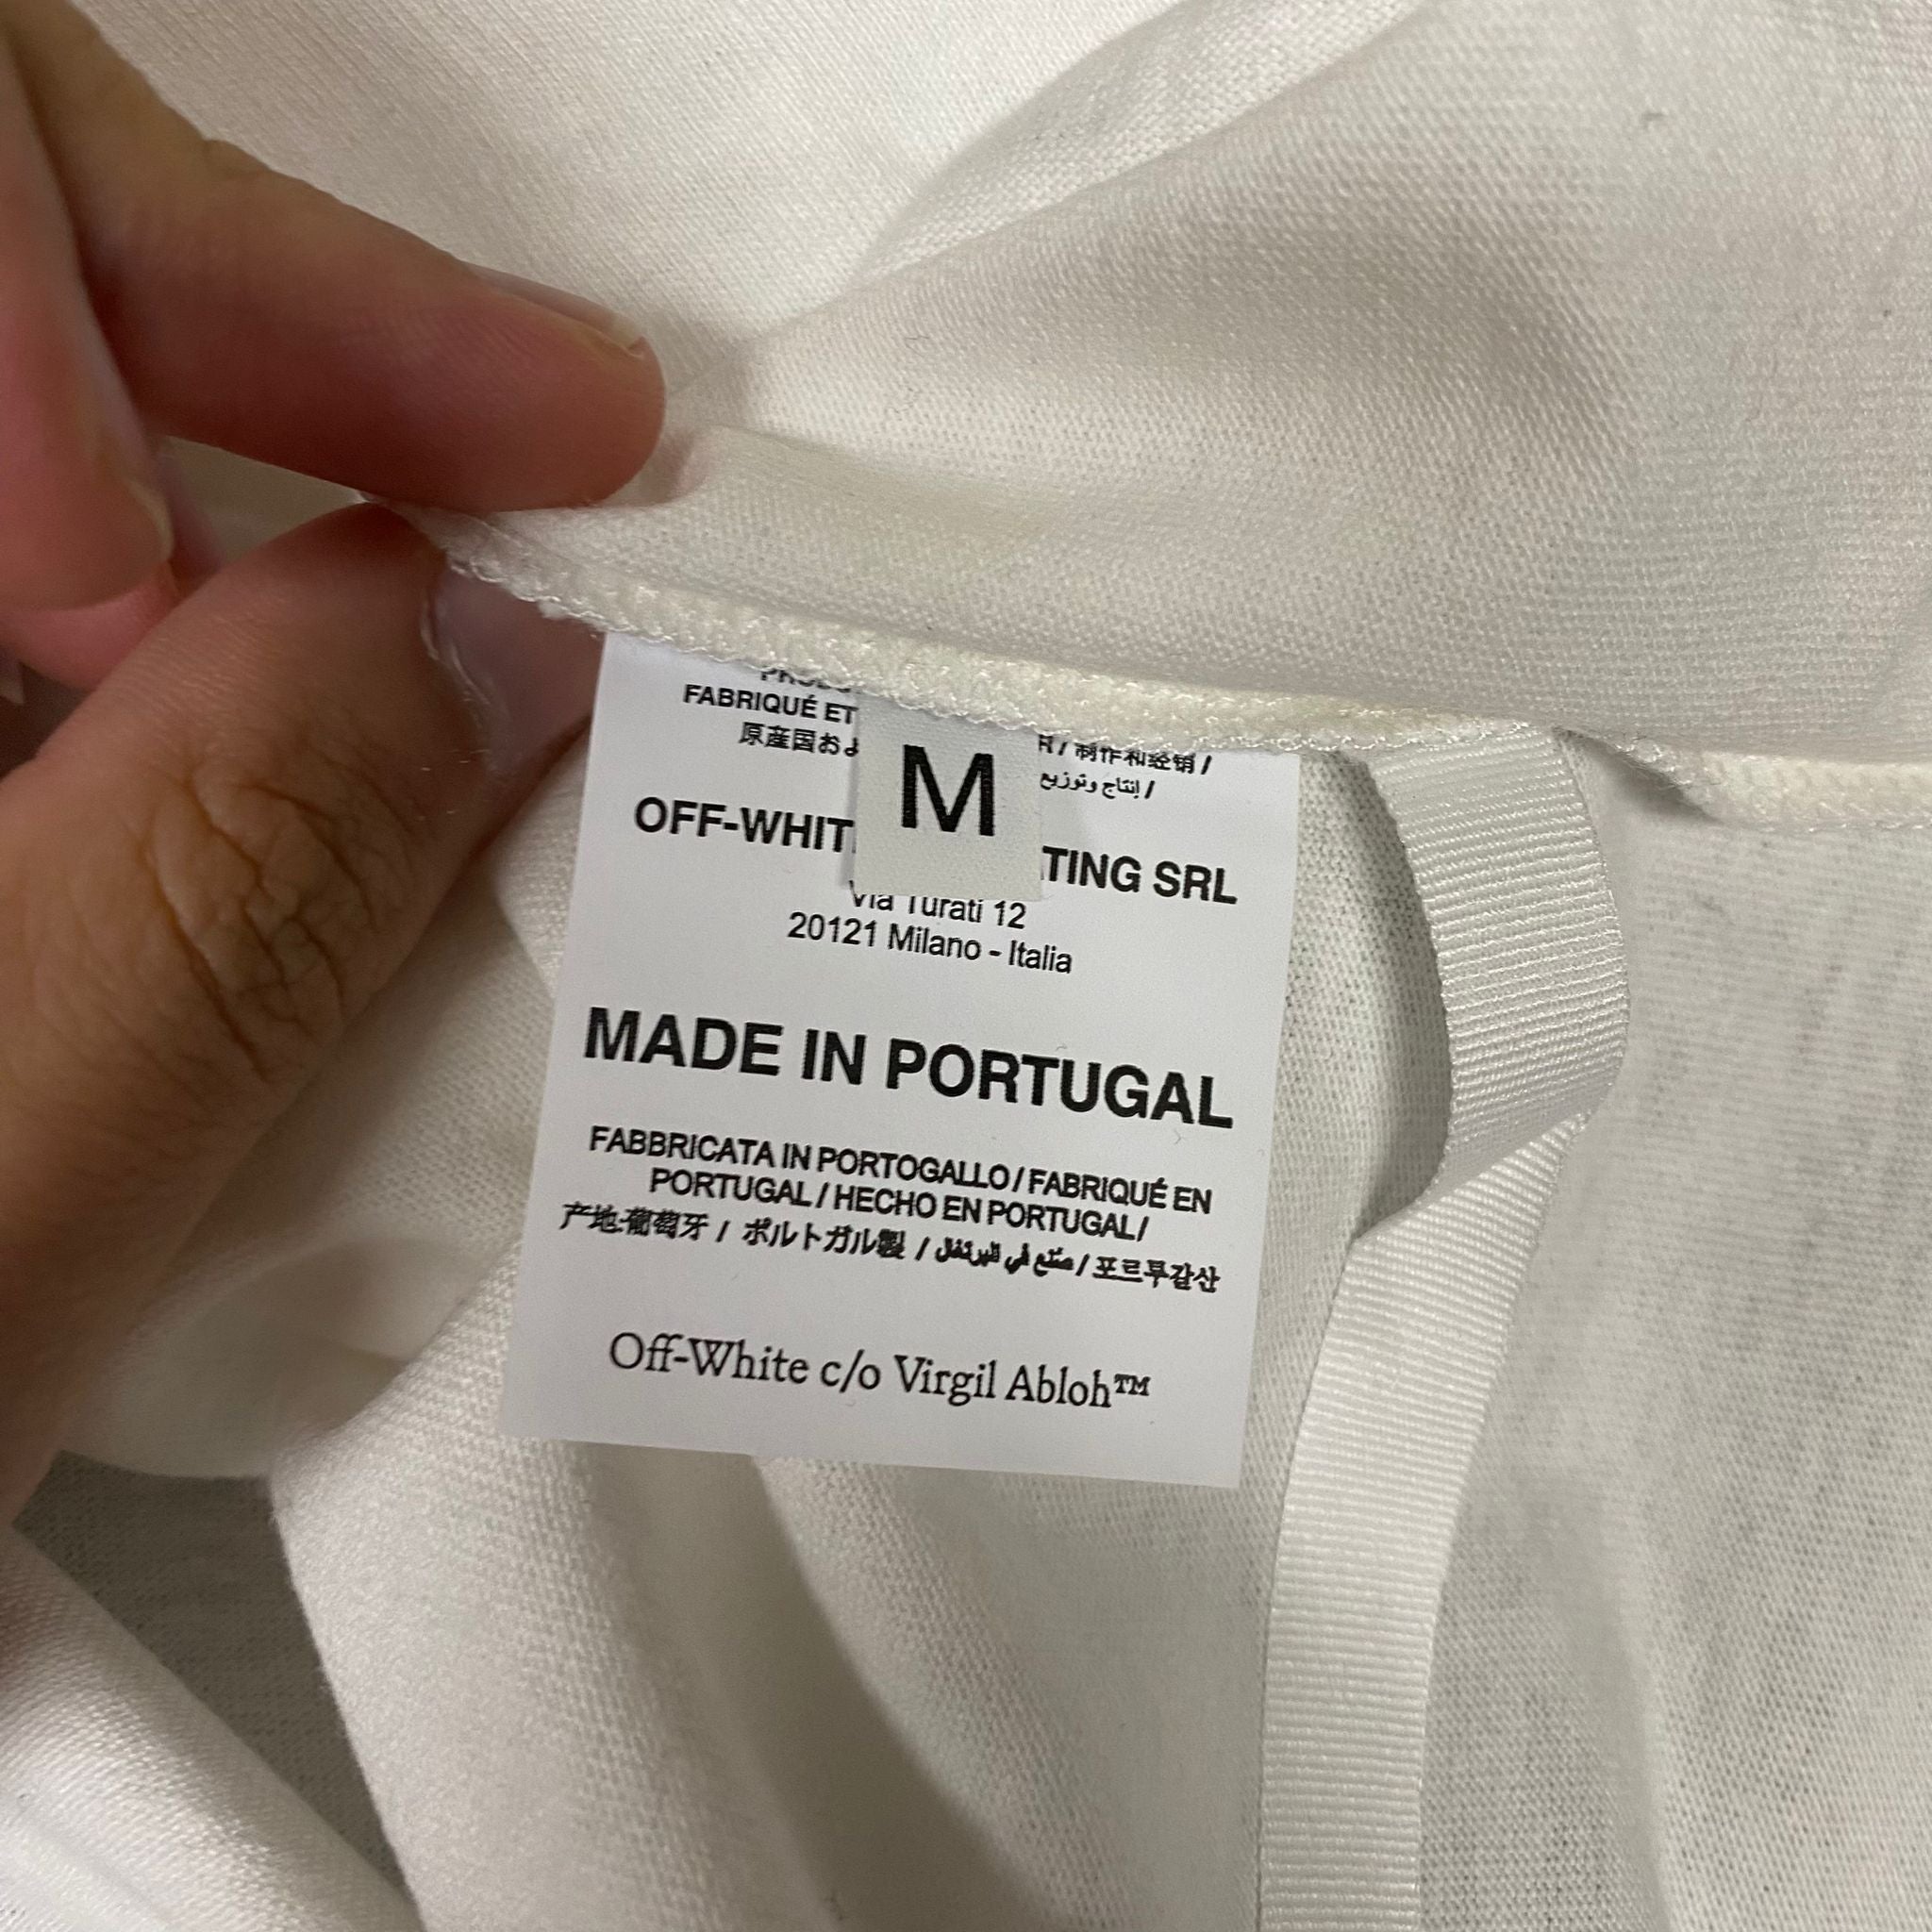 FABRIQUÉ ET
R / 制作和经销 /
原産国およ
إنتاج وتوزيع /
M
OFF-WHIT
TING SRL
Via Turati 12
20121 Milano - Italia
MADE IN PORTUGAL
FABBRICATA IN PORTOGALLO / FABRIQUÉ EN
PORTUGAL / HECHO EN PORTUGAL /
产地:葡萄牙 / ポルトガル製 / صنّع في البرتغال / 포르투갈산
Off-White c/o Virgil Abloh™